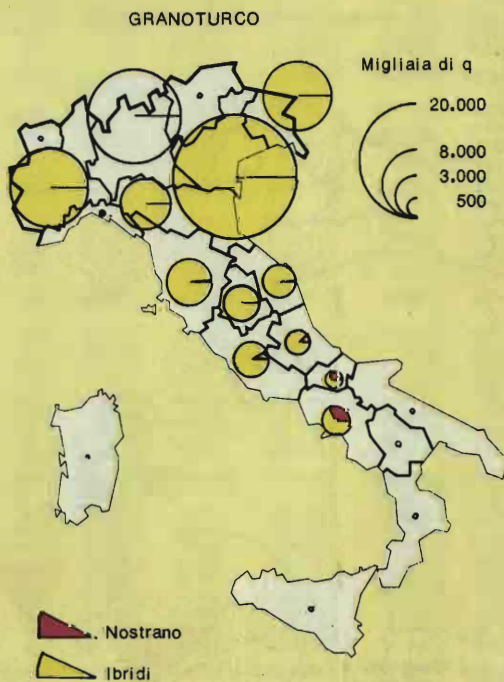 GRANOTURCO
Migliaia di q
20.000
8.000
3.000
500
Nostrano
Ibridi